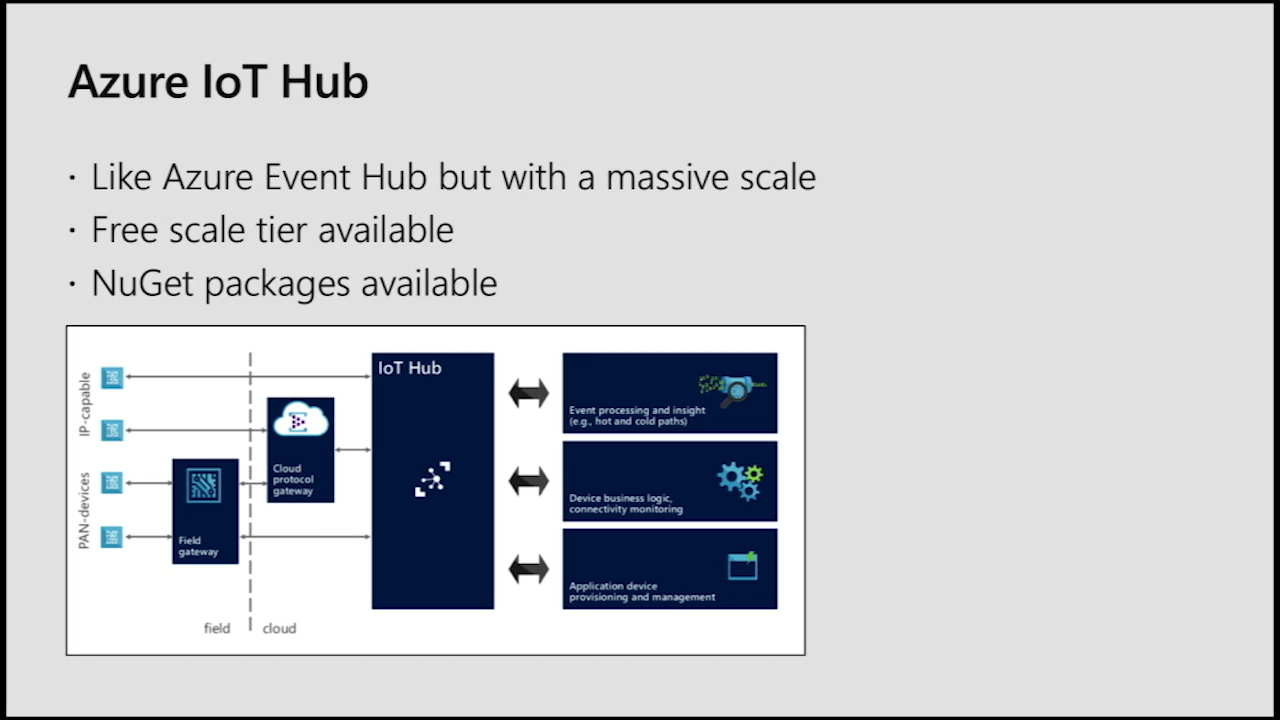 Azure IoT Hub
· Like Azure Event Hub but with a massive scale
· Free scale tier available
· NuGet packages available
IP-capable
PAN-devices
Field
gateway
Cloud
protocol
gateway
IoT Hub
Event processing and insight
(e.g., hot and cold paths)
Device business logic,
connectivity monitoring
Application device
provisioning and management
field
cloud